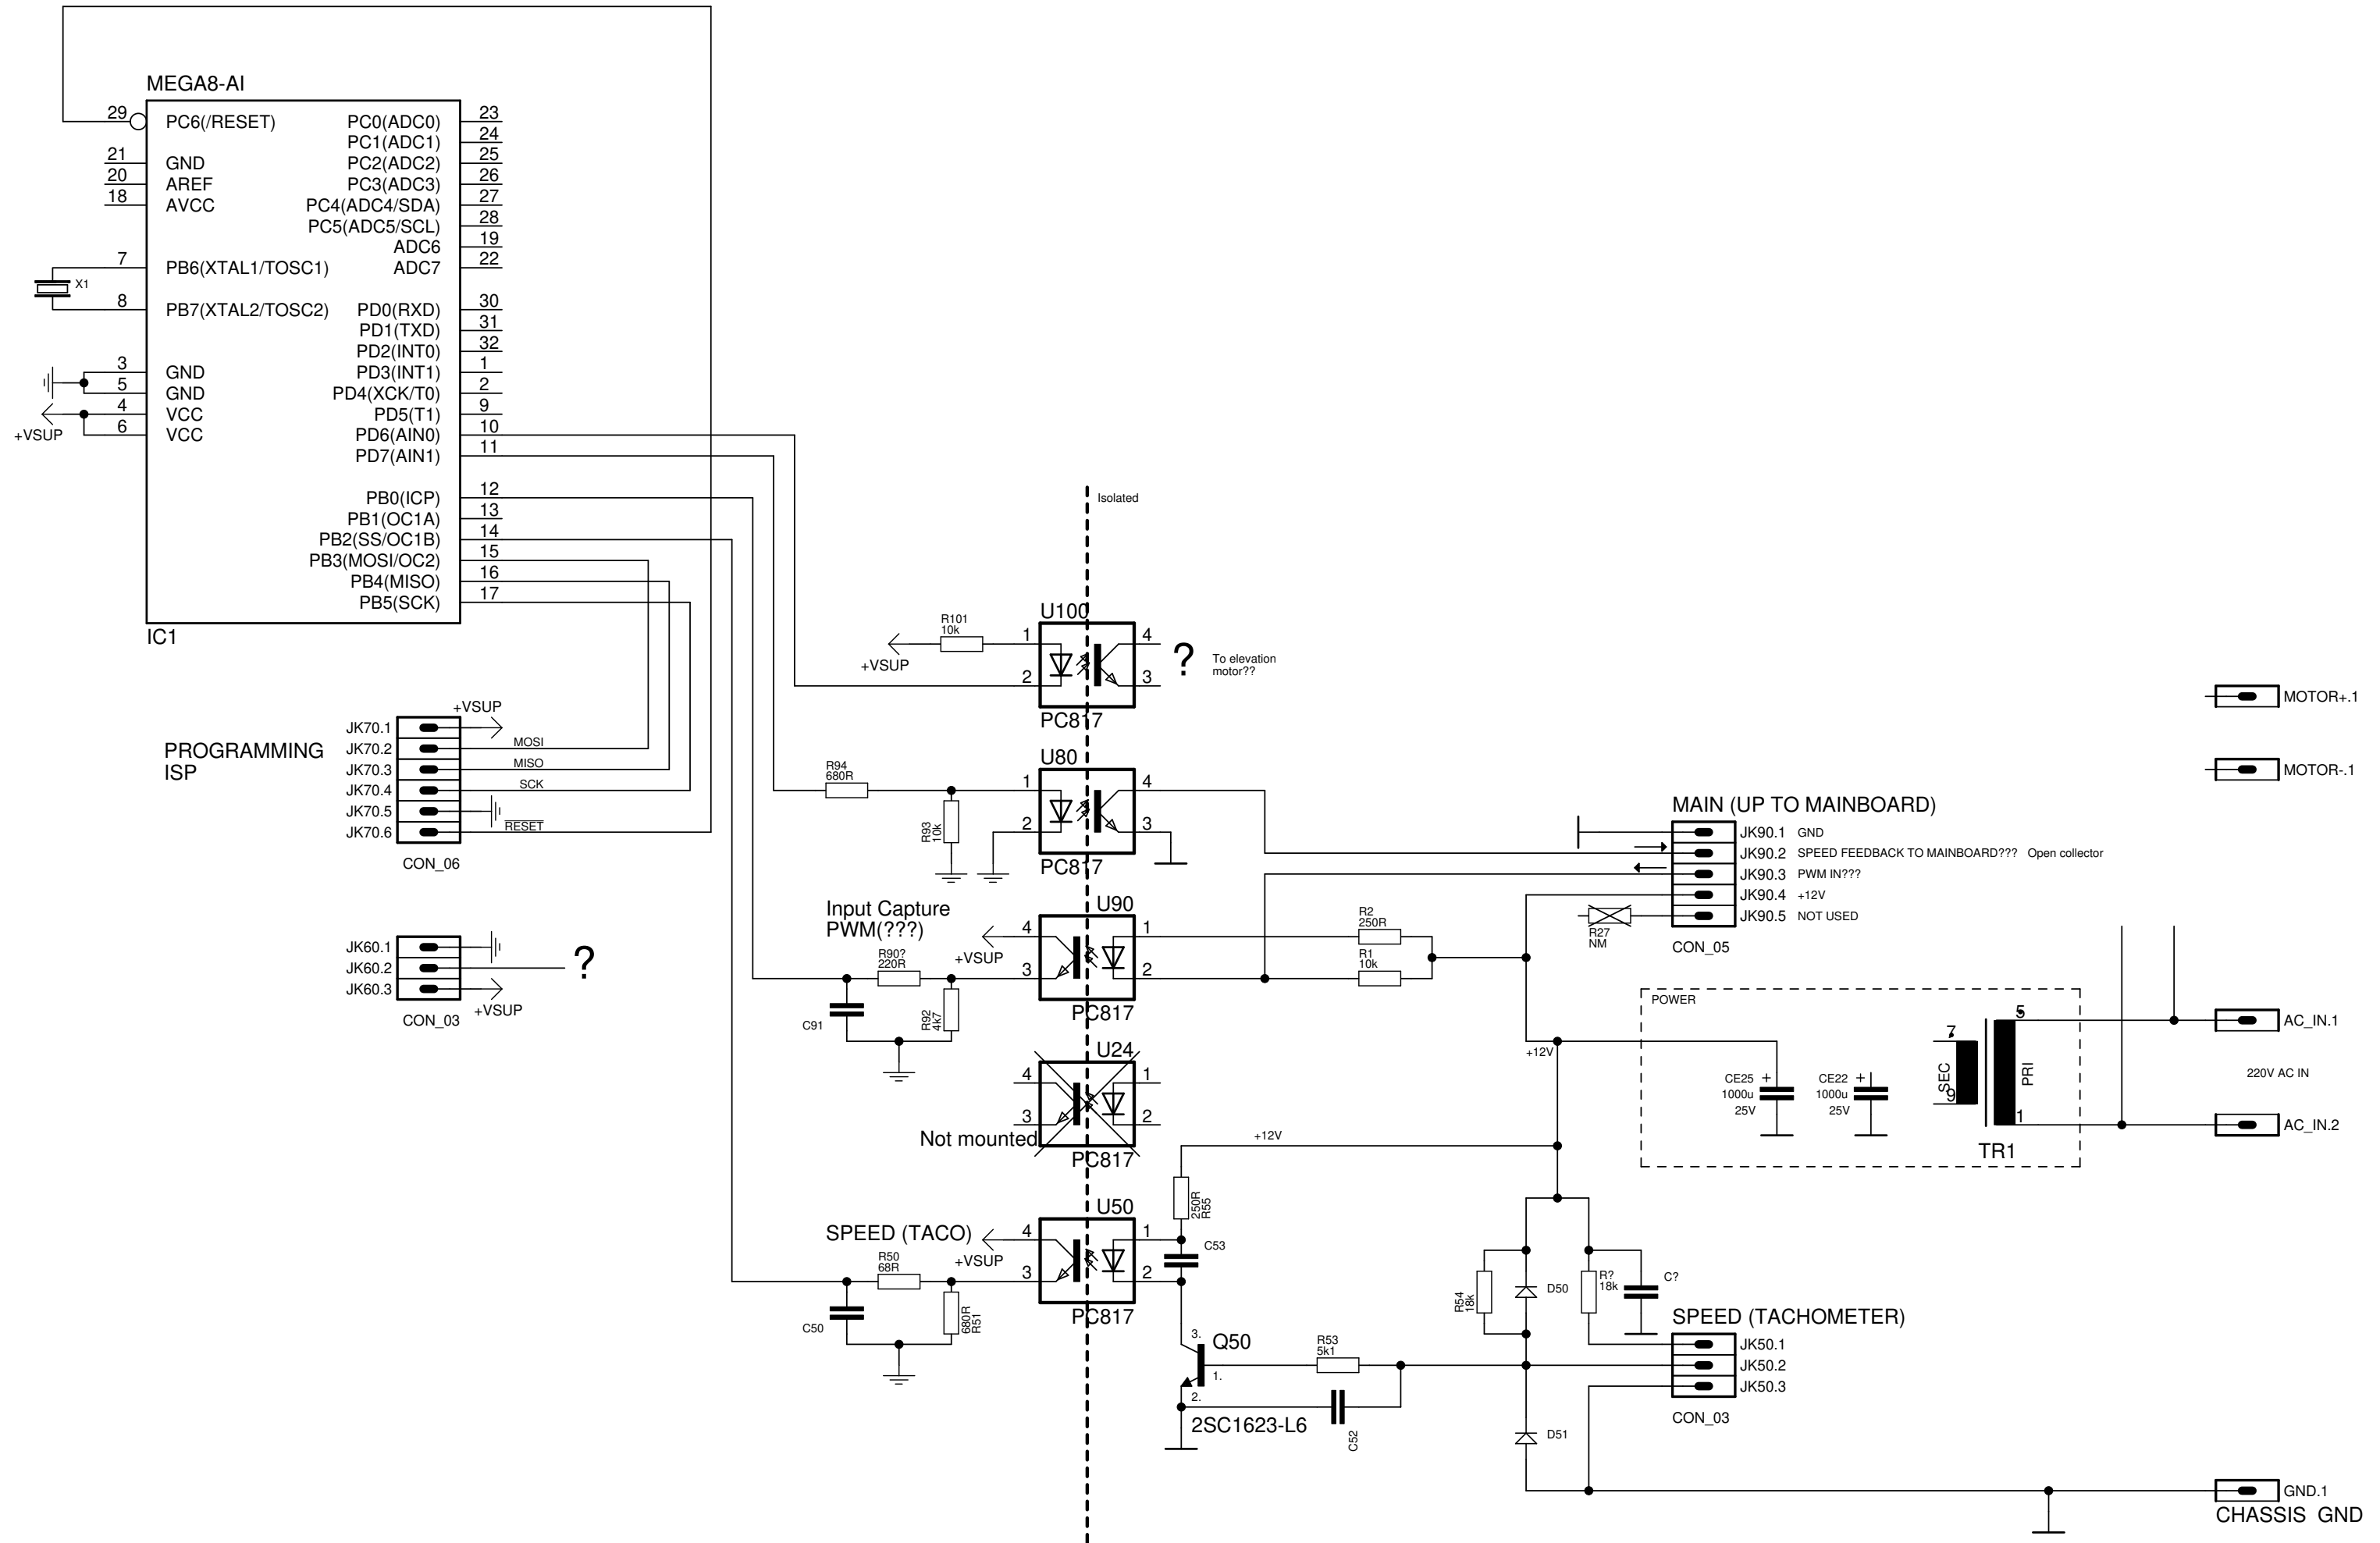 MEGA8-AI
29 PC6(/RESET) PC0(ADC0) 23
PC1(ADC1) 24
21 GND PC2(ADC2) 25
20 AREF PC3(ADC3) 26
18 AVCC PC4(ADC4/SDA) 27
PC5(ADC5/SCL) 28
ADC6 19
7 PB6(XTAL1/TOSC1) ADC7 22
X1
8 PB7(XTAL2/TOSC2) PD0(RXD) 30
PD1(TXD) 31
PD2(INT0) 32
3 GND PD3(INT1) 1
5 GND PD4(XCK/T0) 2
4 VCC PD5(T1) 9
+VSUP 6 VCC PD6(AIN0) 10
PD7(AIN1) 11
PB0(ICP) 12
PB1(OC1A) 13
PB2(SS/OC1B) 14
PB3(MOSI/OC2) 15
PB4(MISO) 16
PB5(SCK) 17
IC1
Isolated
U100
R101
10k
+VSUP
1 4
2 3
?
To elevation
motor??
PC817
PROGRAMMING
ISP
+VSUP
JK70.1
JK70.2 MOSI
JK70.3 MISO
JK70.4 SCK
JK70.5
JK70.6 RESET
CON_06
U80
R94
680R
R93
10k
1 4
2 3
PC817
MOTOR+.1
MOTOR-.1
MAIN (UP TO MAINBOARD)
JK90.1 GND
JK90.2 SPEED FEEDBACK TO MAINBOARD??? Open collector
JK90.3 PWM IN???
JK90.4 +12V
JK90.5 NOT USED
R27
NM
CON_05
Input Capture
PWM(???)
U90
4 1
3 2
+VSUP
R90?
220R
C91
R92
4k7
PC817
R2
250R
R1
10k
JK60.1
JK60.2 ?
JK60.3
+VSUP
CON_03
U24
4 1
3 2
Not mounted
PC817
+12V
+12V
POWER
CE25 +
1000u
25V
CE22 +
1000u
25V
7 5
SEC PRI
9 1
TR1
AC_IN.1
220V AC IN
AC_IN.2
SPEED (TACO)
U50
4 1
3 2
+VSUP
R50
68R
C50
680R
R51
PC817
250R
R55
C53
3.
Q50
1.
2.
2SC1623-L6
R53
5k1
C52
R54
18k
D50
R?
18k
C?
D51
SPEED (TACHOMETER)
JK50.1
JK50.2
JK50.3
CON_03
GND.1
CHASSIS GND